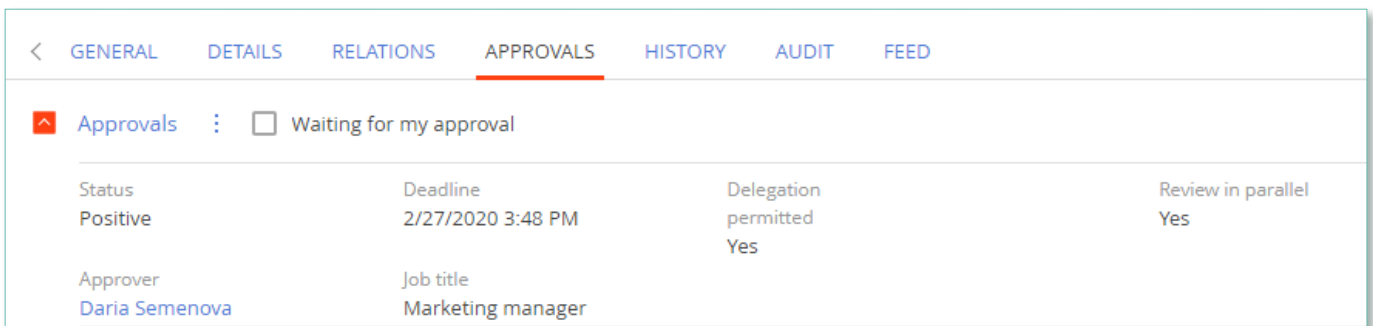 GENERAL DETAILS RELATIONS APPROVALS HISTORY AUDIT FEED
Approvals Waiting for my approval
Status Deadline Delegation permitted Review in parallel
Positive 2/27/2020 3:48 PM Yes Yes
Approver Job title
Daria Semenova Marketing manager